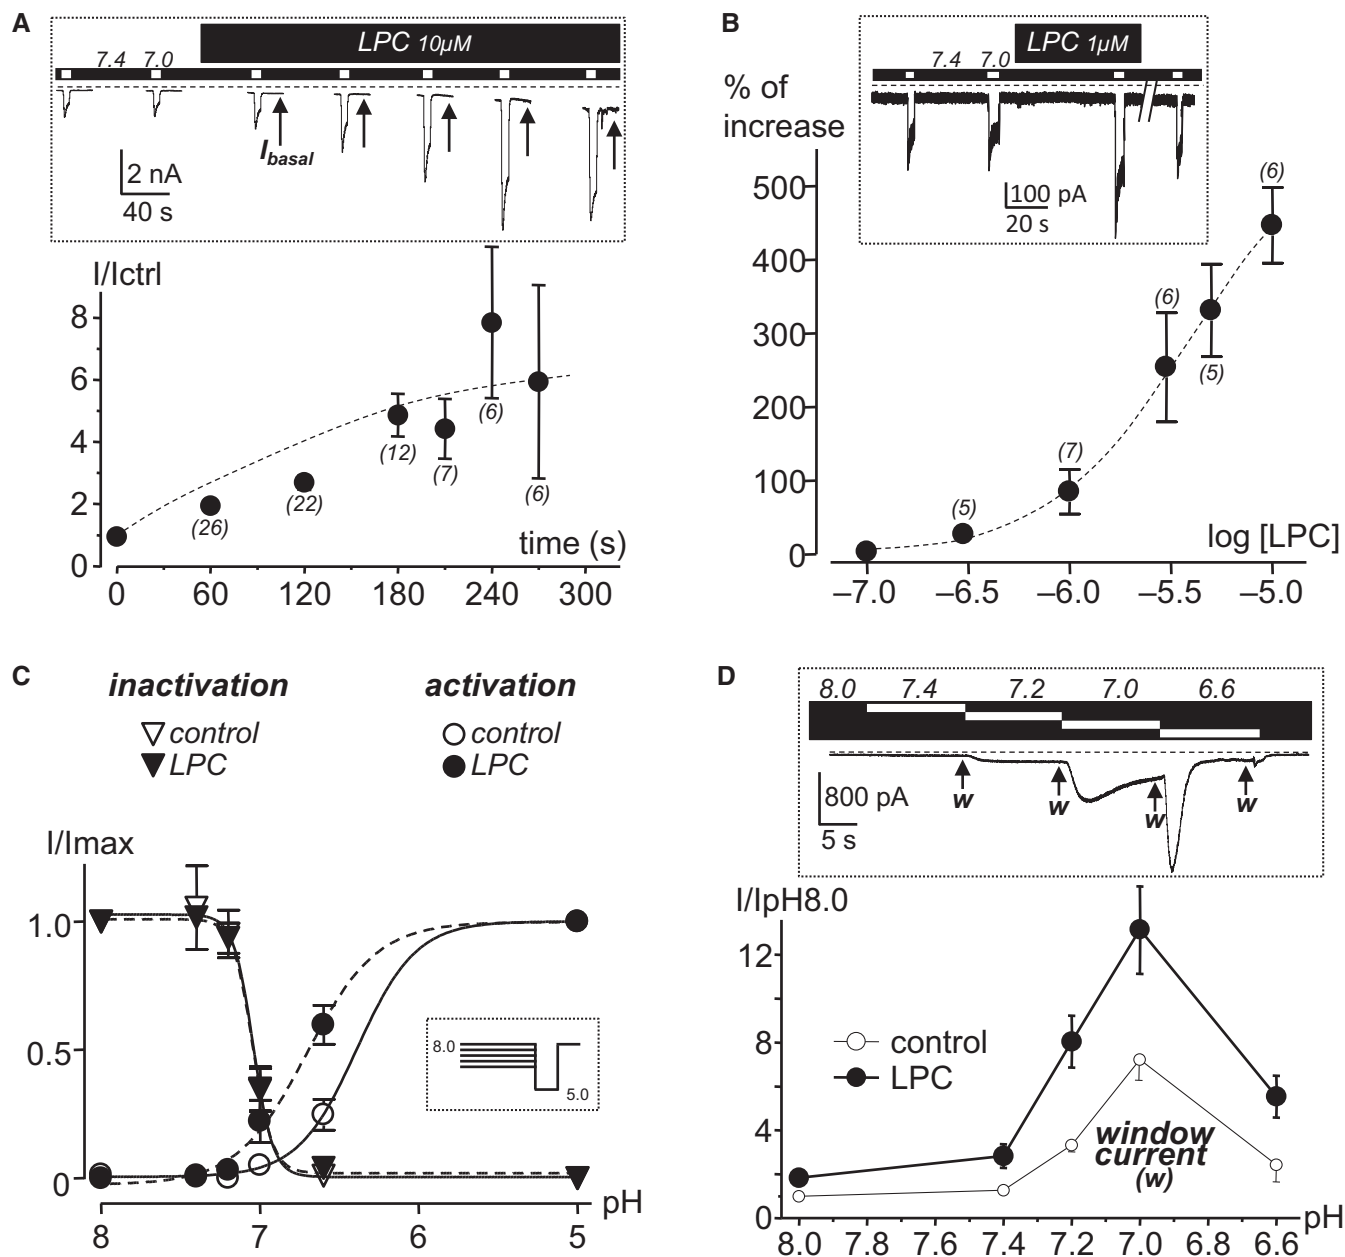 A
LPC 10µM
7.4 7.0
Ibasal
2 nA
40 s
I/Ictrl
8
6
4
2
0
(26)
(22)
(12)
(7)
(6)
(6)
time (s)
0 60 120 180 240 300
B
LPC 1µM
7.4 7.0
% of
increase
100 pA
20 s
500
400
300
200
100
0
(5)
(7)
(6)
(5)
(6)
log [LPC]
–7.0 –6.5 –6.0 –5.5 –5.0
C
inactivation activation
control control
LPC LPC
I/Imax
1.0
0.5
0
8.0
5.0
pH
8 7 6 5
D
8.0 7.4 7.2 7.0 6.6
w w w w
800 pA
5 s
I/IpH8.0
12
8
4
0
control
LPC
window
current
(w)
pH
8.0 7.8 7.6 7.4 7.2 7.0 6.8 6.6